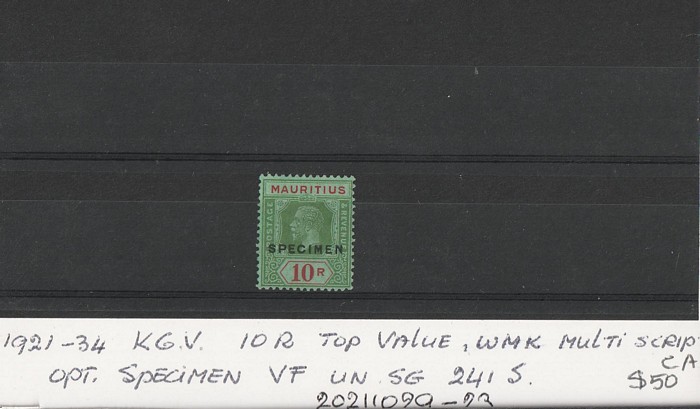 MAURITIUS
POSTAGE & REVENUE
SPECIMEN
10R
1921-34 K.G.V. 10R TOP VALUE, WMK MULTI SCRIPT CA
OPT. SPECIMEN VF UN SG 241 S. $50
20211029-23